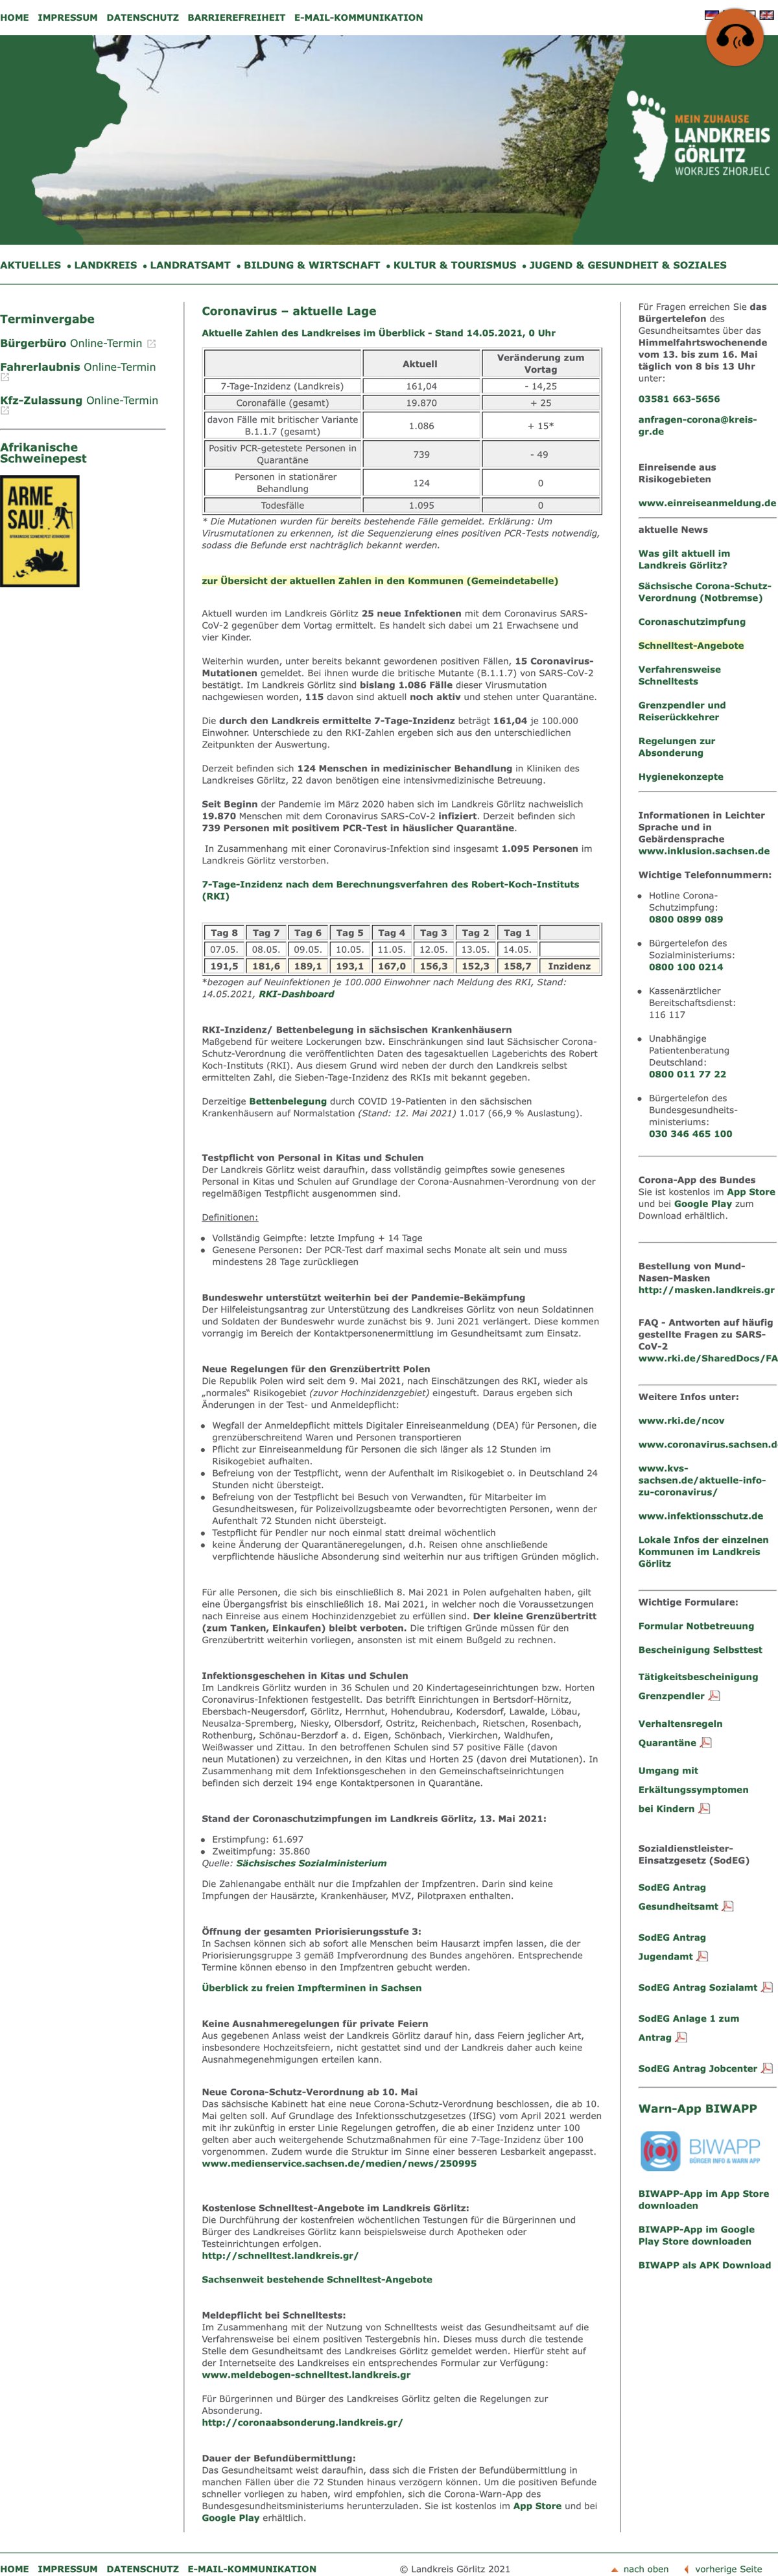 HOME IMPRESSUM DATENSCHUTZ BARRIEREFREIHEIT E-MAIL-KOMMUNIKATION
MEIN ZUHAUSE
LANDKREIS
GÖRLITZ
WOKRJES ZHORJELC
AKTUELLES • LANDKREIS • LANDRATSAMT • BILDUNG & WIRTSCHAFT • KULTUR & TOURISMUS • JUGEND & GESUNDHEIT & SOZIALES
Terminvergabe
Bürgerbüro Online-Termin
Fahrerlaubnis Online-Termin
Kfz-Zulassung Online-Termin
Afrikanische
Schweinepest
ARME
SAU!
Coronavirus – aktuelle Lage
Aktuelle Zahlen des Landkreises im Überblick - Stand 14.05.2021, 0 Uhr
Aktuell Veränderung zum
Vortag
7-Tage-Inzidenz (Landkreis) 161,04 - 14,25
Coronafälle (gesamt) 19.870 + 25
davon Fälle mit britischer Variante
B.1.1.7 (gesamt) 1.086 + 15*
Positiv PCR-getestete Personen in
Quarantäne 739 - 49
Personen in stationärer
Behandlung 124 0
Todesfälle 1.095 0
* Die Mutationen wurden für bereits bestehende Fälle gemeldet. Erklärung: Um
Virusmutationen zu erkennen, ist die Sequenzierung eines positiven PCR-Tests notwendig,
sodass die Befunde erst nachträglich bekannt werden.
zur Übersicht der aktuellen Zahlen in den Kommunen (Gemeindetabelle)
Aktuell wurden im Landkreis Görlitz 25 neue Infektionen mit dem Coronavirus SARS-
CoV-2 gegenüber dem Vortag ermittelt. Es handelt sich dabei um 21 Erwachsene und
vier Kinder.
Weiterhin wurden, unter bereits bekannt gewordenen positiven Fällen, 15 Coronavirus-
Mutationen gemeldet. Bei ihnen wurde die britische Mutante (B.1.1.7) von SARS-CoV-2
bestätigt. Im Landkreis Görlitz sind bislang 1.086 Fälle dieser Virusmutation
nachgewiesen worden, 115 davon sind aktuell noch aktiv und stehen unter Quarantäne.
Die durch den Landkreis ermittelte 7-Tage-Inzidenz beträgt 161,04 je 100.000
Einwohner. Unterschiede zu den RKI-Zahlen ergeben sich aus den unterschiedlichen
Zeitpunkten der Auswertung.
Derzeit befinden sich 124 Menschen in medizinischer Behandlung in Kliniken des
Landkreises Görlitz, 22 davon benötigen eine intensivmedizinische Betreuung.
Seit Beginn der Pandemie im März 2020 haben sich im Landkreis Görlitz nachweislich
19.870 Menschen mit dem Coronavirus SARS-CoV-2 infiziert. Derzeit befinden sich
739 Personen mit positivem PCR-Test in häuslicher Quarantäne.
In Zusammenhang mit einer Coronavirus-Infektion sind insgesamt 1.095 Personen im
Landkreis Görlitz verstorben.
7-Tage-Inzidenz nach dem Berechnungsverfahren des Robert-Koch-Instituts
(RKI)
Tag 8 Tag 7 Tag 6 Tag 5 Tag 4 Tag 3 Tag 2 Tag 1
07.05. 08.05. 09.05. 10.05. 11.05. 12.05. 13.05. 14.05.
191,5 181,6 189,1 193,1 167,0 156,3 152,3 158,7 Inzidenz
*bezogen auf Neuinfektionen je 100.000 Einwohner nach Meldung des RKI, Stand:
14.05.2021, RKI-Dashboard
RKI-Inzidenz/ Bettenbelegung in sächsischen Krankenhäusern
Maßgebend für weitere Lockerungen bzw. Einschränkungen sind laut Sächsischer Corona-
Schutz-Verordnung die veröffentlichten Daten des tagesaktuellen Lageberichts des Robert
Koch-Instituts (RKI). Aus diesem Grund wird neben der durch den Landkreis selbst
ermittelten Zahl, die Sieben-Tage-Inzidenz des RKIs mit bekannt gegeben.
Derzeitige Bettenbelegung durch COVID 19-Patienten in den sächsischen
Krankenhäusern auf Normalstation (Stand: 12. Mai 2021) 1.017 (66,9 % Auslastung).
Testpflicht von Personal in Kitas und Schulen
Der Landkreis Görlitz weist daraufhin, dass vollständig geimpftes sowie genesenes
Personal in Kitas und Schulen auf Grundlage der Corona-Ausnahmen-Verordnung von der
regelmäßigen Testpflicht ausgenommen sind.
Definitionen:
• Vollständig Geimpfte: letzte Impfung + 14 Tage
• Genesene Personen: Der PCR-Test darf maximal sechs Monate alt sein und muss
mindestens 28 Tage zurückliegen
Bundeswehr unterstützt weiterhin bei der Pandemie-Bekämpfung
Der Hilfeleistungsantrag zur Unterstützung des Landkreises Görlitz von neun Soldatinnen
und Soldaten der Bundeswehr wurde zunächst bis 9. Juni 2021 verlängert. Diese kommen
vorrangig im Bereich der Kontaktpersonenermittlung im Gesundheitsamt zum Einsatz.
Neue Regelungen für den Grenzübertritt Polen
Die Republik Polen wird seit dem 9. Mai 2021, nach Einschätzungen des RKI, wieder als
„normales“ Risikogebiet (zuvor Hochinzidenzgebiet) eingestuft. Daraus ergeben sich
Änderungen in der Test- und Anmeldepflicht:
• Wegfall der Anmeldepflicht mittels Digitaler Einreiseanmeldung (DEA) für Personen, die
grenzüberschreitend Waren und Personen transportieren
• Pflicht zur Einreiseanmeldung für Personen die sich länger als 12 Stunden im
Risikogebiet aufhalten.
• Befreiung von der Testpflicht, wenn der Aufenthalt im Risikogebiet o. in Deutschland 24
Stunden nicht übersteigt.
• Befreiung von der Testpflicht bei Besuch von Verwandten, für Mitarbeiter im
Gesundheitswesen, für Polizeivollzugsbeamte oder bevorrechtigten Personen, wenn der
Aufenthalt 72 Stunden nicht übersteigt.
• Testpflicht für Pendler nur noch einmal statt dreimal wöchentlich
• keine Änderung der Quarantäneregelungen, d.h. Reisen ohne anschließende
verpflichtende häusliche Absonderung sind weiterhin nur aus triftigen Gründen möglich.
Für alle Personen, die sich bis einschließlich 8. Mai 2021 in Polen aufgehalten haben, gilt
eine Übergangsfrist bis einschließlich 18. Mai 2021, in welcher noch die Voraussetzungen
nach Einreise aus einem Hochinzidenzgebiet zu erfüllen sind. Der kleine Grenzübertritt
(zum Tanken, Einkaufen) bleibt verboten. Die triftigen Gründe müssen für den
Grenzübertritt weiterhin vorliegen, ansonsten ist mit einem Bußgeld zu rechnen.
Infektionsgeschehen in Kitas und Schulen
Im Landkreis Görlitz wurden in 36 Schulen und 20 Kindertageseinrichtungen bzw. Horten
Coronavirus-Infektionen festgestellt. Das betrifft Einrichtungen in Bertsdorf-Hörnitz,
Ebersbach-Neugersdorf, Görlitz, Herrnhut, Hohendubrau, Kodersdorf, Lawalde, Löbau,
Neusalza-Spremberg, Niesky, Olbersdorf, Ostritz, Reichenbach, Rietschen, Rosenbach,
Rothenburg, Schönau-Berzdorf a. d. Eigen, Schönbach, Vierkirchen, Waldhufen,
Weißwasser und Zittau. In den betroffenen Schulen sind 57 positive Fälle (davon
neun Mutationen) zu verzeichnen, in den Kitas und Horten 25 (davon drei Mutationen). In
Zusammenhang mit dem Infektionsgeschehen in den Gemeinschaftseinrichtungen
befinden sich derzeit 194 enge Kontaktpersonen in Quarantäne.
Stand der Coronaschutzimpfungen im Landkreis Görlitz, 13. Mai 2021:
• Erstimpfung: 61.697
• Zweitimpfung: 35.860
Quelle: Sächsisches Sozialministerium
Die Zahlenangabe enthält nur die Impfzahlen der Impfzentren. Darin sind keine
Impfungen der Hausärzte, Krankenhäuser, MVZ, Pilotpraxen enthalten.
Öffnung der gesamten Priorisierungsstufe 3:
In Sachsen können sich ab sofort alle Menschen beim Hausarzt impfen lassen, die der
Priorisierungsgruppe 3 gemäß Impfverordnung des Bundes angehören. Entsprechende
Termine können ebenso in den Impfzentren gebucht werden.
Überblick zu freien Impfterminen in Sachsen
Keine Ausnahmeregelungen für private Feiern
Aus gegebenen Anlass weist der Landkreis Görlitz darauf hin, dass Feiern jeglicher Art,
insbesondere Hochzeitsfeiern, nicht gestattet sind und der Landkreis daher auch keine
Ausnahmegenehmigungen erteilen kann.
Neue Corona-Schutz-Verordnung ab 10. Mai
Das sächsische Kabinett hat eine neue Corona-Schutz-Verordnung beschlossen, die ab 10.
Mai gelten soll. Auf Grundlage des Infektionsschutzgesetzes (IfSG) vom April 2021 werden
mit ihr zukünftig in erster Linie Regelungen getroffen, die ab einer Inzidenz unter 100
gelten aber auch weitergehende Schutzmaßnahmen für eine 7-Tage-Inzidenz über 100
vorgenommen. Zudem wurde die Struktur im Sinne einer besseren Lesbarkeit angepasst.
www.medienservice.sachsen.de/medien/news/250995
Kostenlose Schnelltest-Angebote im Landkreis Görlitz:
Die Durchführung der kostenfreien wöchentlichen Testungen für die Bürgerinnen und
Bürger des Landkreises Görlitz kann beispielsweise durch Apotheken oder
Testeinrichtungen erfolgen.
http://schnelltest.landkreis.gr/
Sachsenweit bestehende Schnelltest-Angebote
Meldepflicht bei Schnelltests:
Im Zusammenhang mit der Nutzung von Schnelltests weist das Gesundheitsamt auf die
Verfahrensweise bei einem positiven Testergebnis hin. Dieses muss durch die testende
Stelle dem Gesundheitsamt des Landkreises Görlitz gemeldet werden. Hierfür steht auf
der Internetseite des Landkreises ein entsprechendes Formular zur Verfügung:
www.meldebogen-schnelltest.landkreis.gr
Für Bürgerinnen und Bürger des Landkreises Görlitz gelten die Regelungen zur
Absonderung.
http://coronaabsonderung.landkreis.gr/
Dauer der Befundübermittlung:
Das Gesundheitsamt weist daraufhin, dass sich die Fristen der Befundübermittlung in
manchen Fällen über die 72 Stunden hinaus verzögern können. Um die positiven Befunde
schneller vorliegen zu haben, wird empfohlen, sich die Corona-Warn-App des
Bundesgesundheitsministeriums herunterzuladen. Sie ist kostenlos im App Store und bei
Google Play erhältlich.
Für Fragen erreichen Sie das
Bürgertelefon des
Gesundheitsamtes über das
Himmelfahrtswochenende
vom 13. bis zum 16. Mai
täglich von 8 bis 13 Uhr
unter:
03581 663-5656
anfragen-corona@kreis-
gr.de
Einreisende aus
Risikogebieten
www.einreiseanmeldung.de
aktuelle News
Was gilt aktuell im
Landkreis Görlitz?
Sächsische Corona-Schutz-
Verordnung (Notbremse)
Coronaschutzimpfung
Schnelltest-Angebote
Verfahrensweise
Schnelltests
Grenzpendler und
Reiserückkehrer
Regelungen zur
Absonderung
Hygienekonzepte
Informationen in Leichter
Sprache und in
Gebärdensprache
www.inklusion.sachsen.de
Wichtige Telefonnummern:
• Hotline Corona-
Schutzimpfung:
0800 0899 089
• Bürgertelefon des
Sozialministeriums:
0800 100 0214
• Kassenärztlicher
Bereitschaftsdienst:
116 117
• Unabhängige
Patientenberatung
Deutschland:
0800 011 77 22
• Bürgertelefon des
Bundesgesundheits-
ministeriums:
030 346 465 100
Corona-App des Bundes
Sie ist kostenlos im App Store
und bei Google Play zum
Download erhältlich.
Bestellung von Mund-
Nasen-Masken
http://masken.landkreis.gr
FAQ - Antworten auf häufig
gestellte Fragen zu SARS-
CoV-2
www.rki.de/SharedDocs/FA
Weitere Infos unter:
www.rki.de/ncov
www.coronavirus.sachsen.d
www.kvs-
sachsen.de/aktuelle-info-
zu-coronavirus/
www.infektionsschutz.de
Lokale Infos der einzelnen
Kommunen im Landkreis
Görlitz
Wichtige Formulare:
Formular Notbetreuung
Bescheinigung Selbsttest
Tätigkeitsbescheinigung
Grenzpendler
Verhaltensregeln
Quarantäne
Umgang mit
Erkältungssymptomen
bei Kindern
Sozialdienstleister-
Einsatzgesetz (SodEG)
SodEG Antrag
Gesundheitsamt
SodEG Antrag
Jugendamt
SodEG Antrag Sozialamt
SodEG Anlage 1 zum
Antrag
SodEG Antrag Jobcenter
Warn-App BIWAPP
BIWAPP
BÜRGER INFO & WARN APP
BIWAPP-App im App Store
downloaden
BIWAPP-App im Google
Play Store downloaden
BIWAPP als APK Download
HOME IMPRESSUM DATENSCHUTZ E-MAIL-KOMMUNIKATION © Landkreis Görlitz 2021 nach oben vorherige Seite